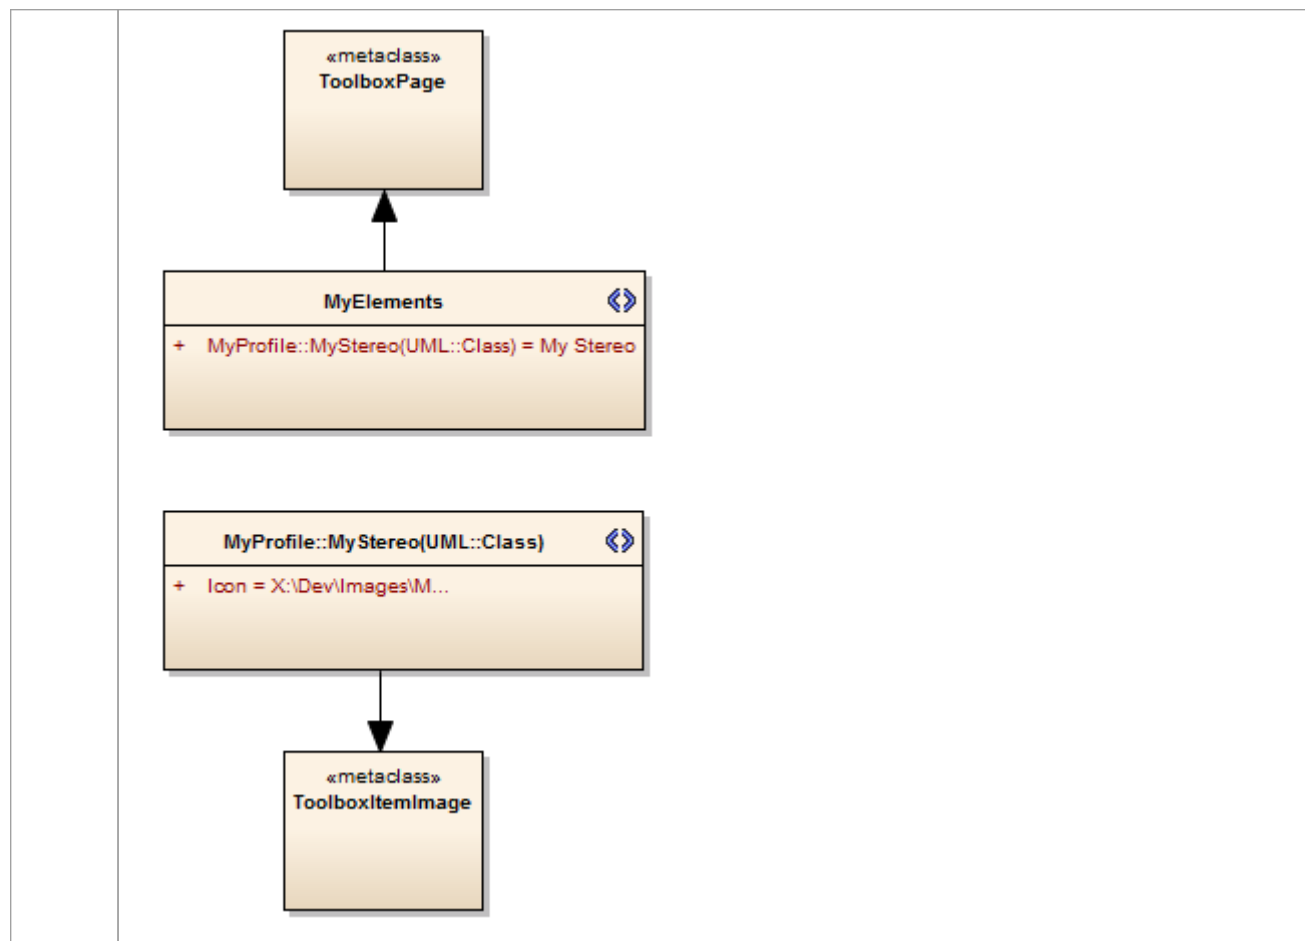 «metaclass»
ToolboxPage
MyElements
+ MyProfile::MyStereo(UML::Class) = My Stereo
MyProfile::MyStereo(UML::Class)
+ Icon = X:\Dev\Images\M...
«metaclass»
ToolboxItemImage